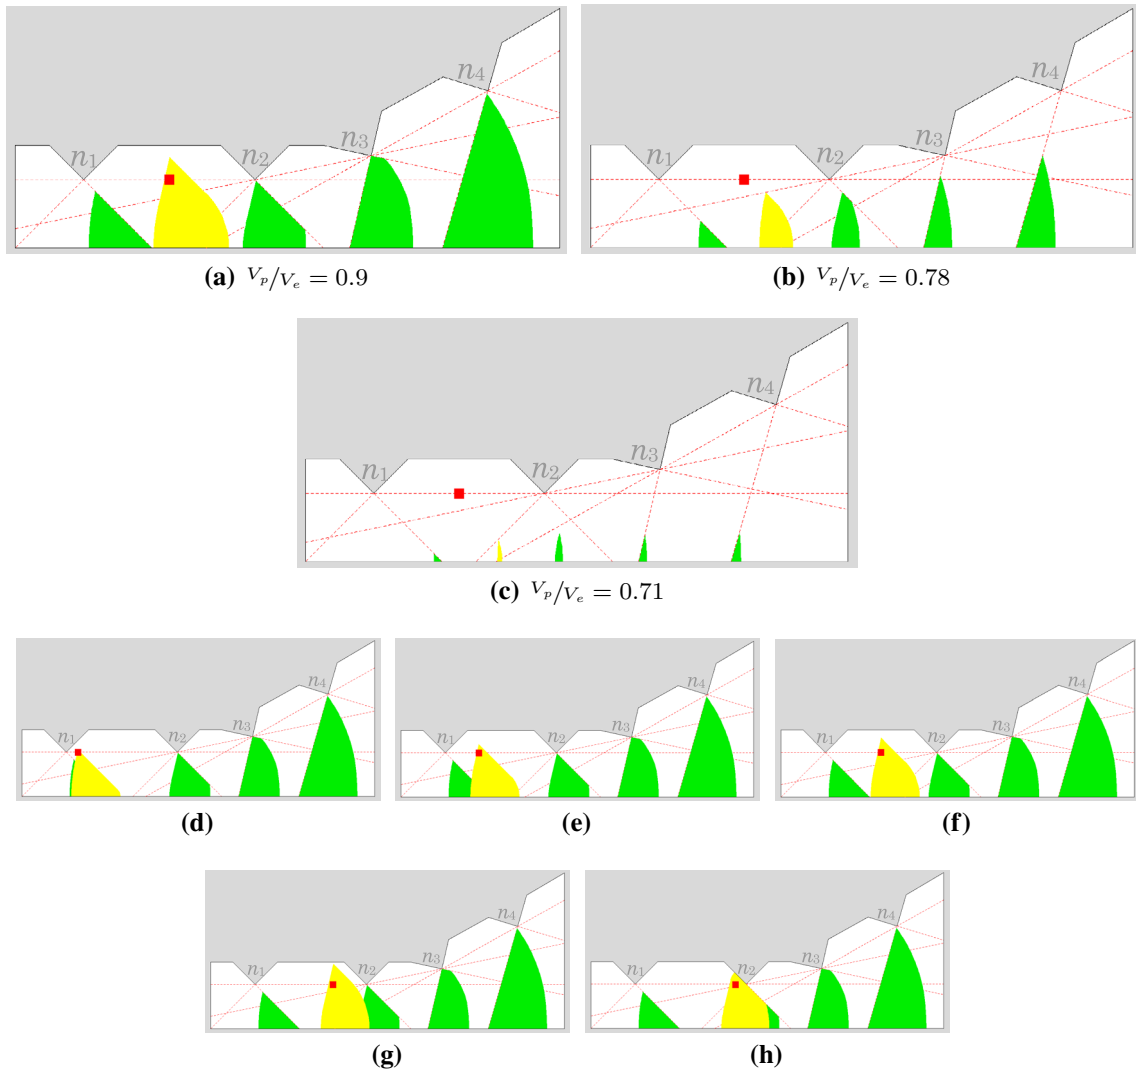 n4
n1
n2
n3
n4
n1
n2
n3
(a) Vp/Ve = 0.9
(b) Vp/Ve = 0.78
n4
n3
n1
n2
(c) Vp/Ve = 0.71
n4
n3
n1
n2
n4
n3
n1
n2
n4
n3
n1
n2
(d)
(e)
(f)
n4
n3
n1
n2
n4
n3
n1
n2
(g)
(h)